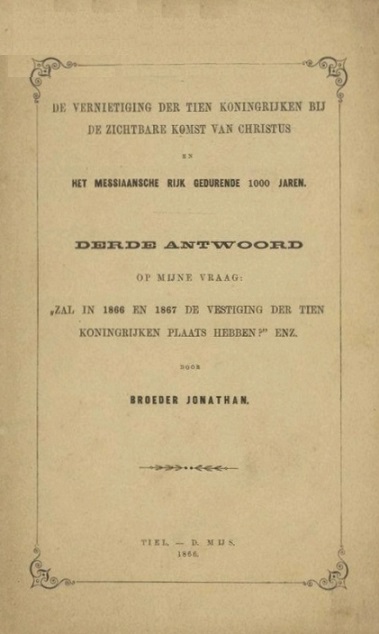 DE VERNIETIGING DER TIEN KONINGRIJKEN BIJ
DE ZICHTBARE KOMST VAN CHRISTUS
EN
HET MESSIAANSCHE RIJK GEDURENDE 1000 JAREN.
DERDE ANTWOORD
OP MIJNE VRAAG:
„ZAL IN 1866 EN 1867 DE VESTIGING DER TIEN
KONINGRIJKEN PLAATS HEBBEN?” ENZ.
DOOR
BROEDER JONATHAN.
TIEL. — D. MIJS.
1866.